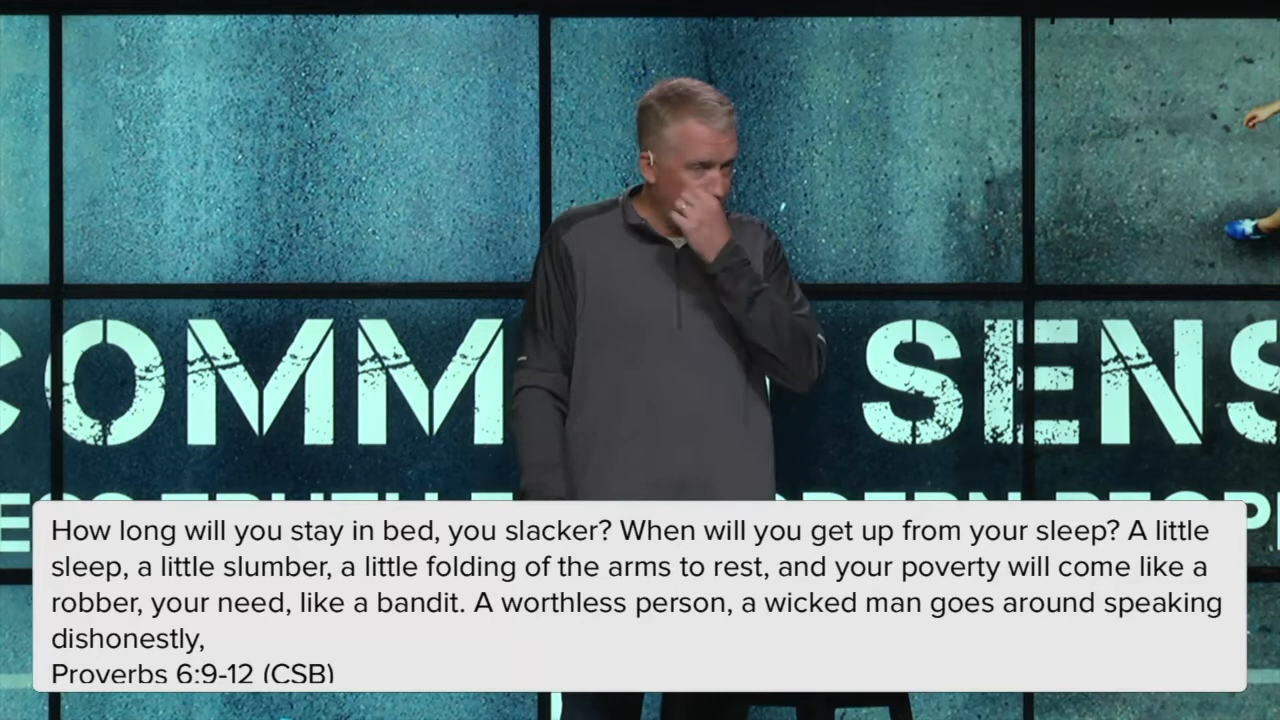 COMM SENS
How long will you stay in bed, you slacker? When will you get up from your sleep? A little
sleep, a little slumber, a little folding of the arms to rest, and your poverty will come like a
robber, your need, like a bandit. A worthless person, a wicked man goes around speaking
dishonestly,
Proverbs 6:9-12 (CSB)